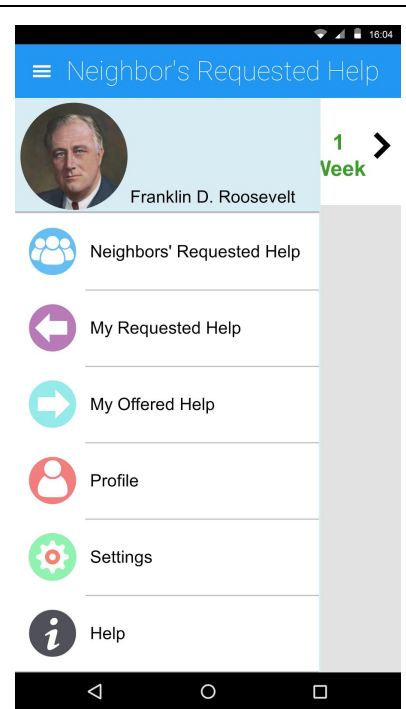 16:04
Neighbor's Requested Help
Franklin D. Roosevelt
1
Week
Neighbors' Requested Help
My Requested Help
My Offered Help
Profile
Settings
i
Help